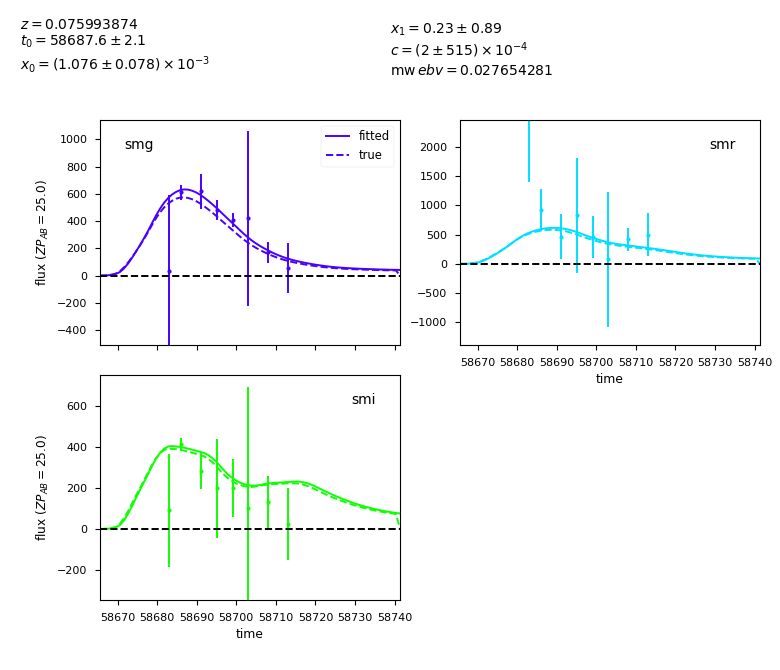 z = 0.075993874
t₀ = 58687.6 ± 2.1
x₀ = (1.076 ± 0.078) × 10⁻³
x₁ = 0.23 ± 0.89
c = (2 ± 515) × 10⁻⁴
mw ebv = 0.027654281
smg
fitted
true
1000
800
600
400
200
0
−200
−400
flux (ZP_AB = 25.0)
smr
2000
1500
1000
500
0
−500
−1000
58670 58680 58690 58700 58710 58720 58730 58740
time
smi
600
400
200
0
−200
flux (ZP_AB = 25.0)
58670 58680 58690 58700 58710 58720 58730 58740
time